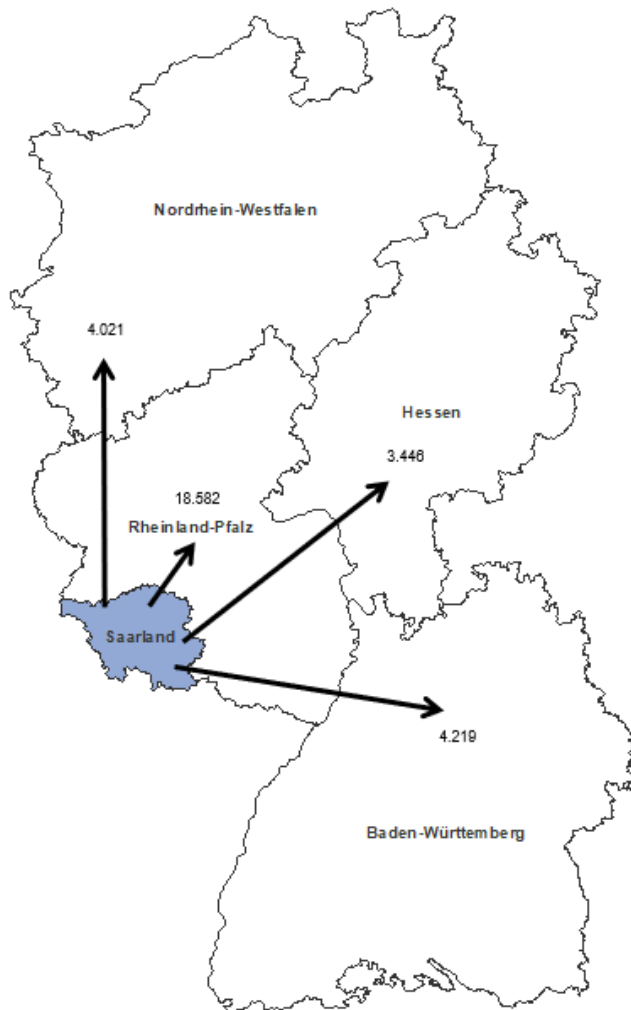 Nordrhein-Westfalen
4.021
Hessen
3.446
18.582
Rheinland-Pfalz
Saarland
4.219
Baden-Württemberg